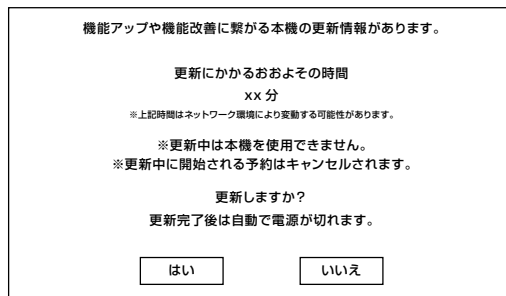 機能アップや機能改善に繋がる本機の更新情報があります。
更新にかかるおおよその時間
xx 分
※上記時間はネットワーク環境により変動する可能性があります。
※更新中は本機を使用できません。
※更新中に開始される予約はキャンセルされます。
更新しますか？
更新完了後は自動で電源が切れます。
はい
いいえ